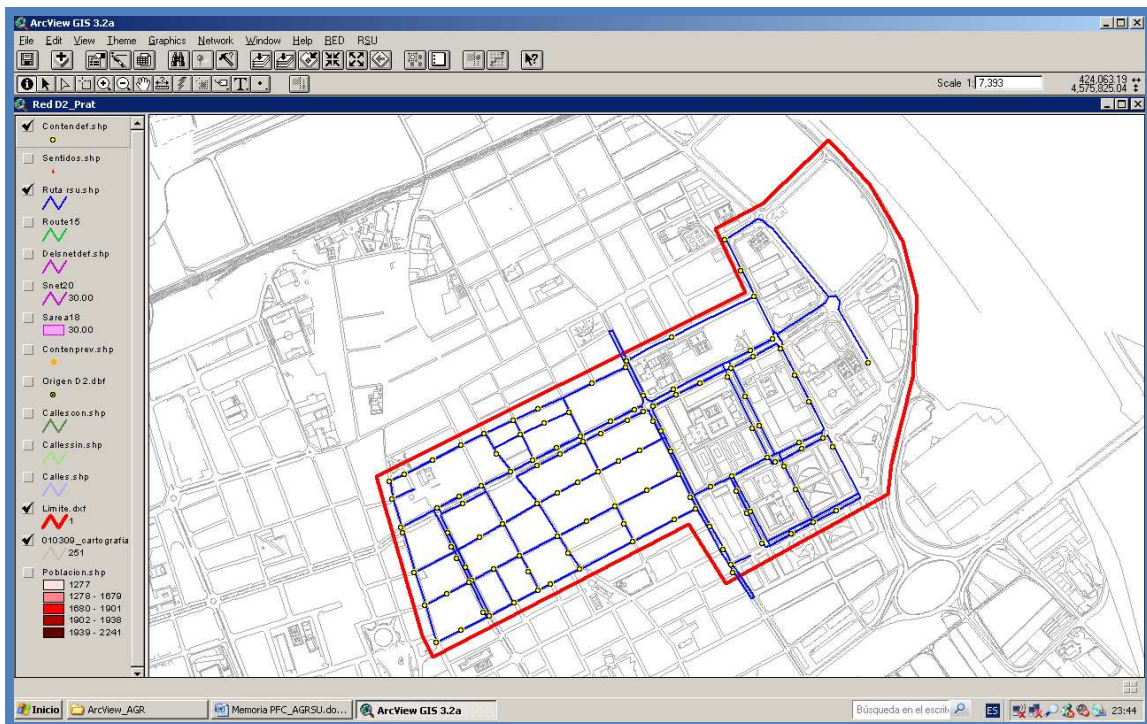 ArcView GIS 3.2a
File Edit View Theme Graphics Network Window Help RED RSU
Scale 1: 7,393
424,063.19
4,575,825.04
Red D2_Prat
Contendef.shp
Sentidos.shp
Ruta rsu.shp
Route15
Delsnetdef.shp
Snet20
30.00
Sarea18
30.00
Contenprev.shp
Origen D2.dbf
Callescon.shp
Callessin.shp
Calles.shp
Limite.dxf
1
010309_cartografia
251
Poblacion.shp
1277
1278 - 1679
1680 - 1901
1902 - 1938
1939 - 2241
Inicio ArcView_AGR Memoria PFC_AGRSU.do... ArcView GIS 3.2a Búsqueda en el escrit ES 23:44